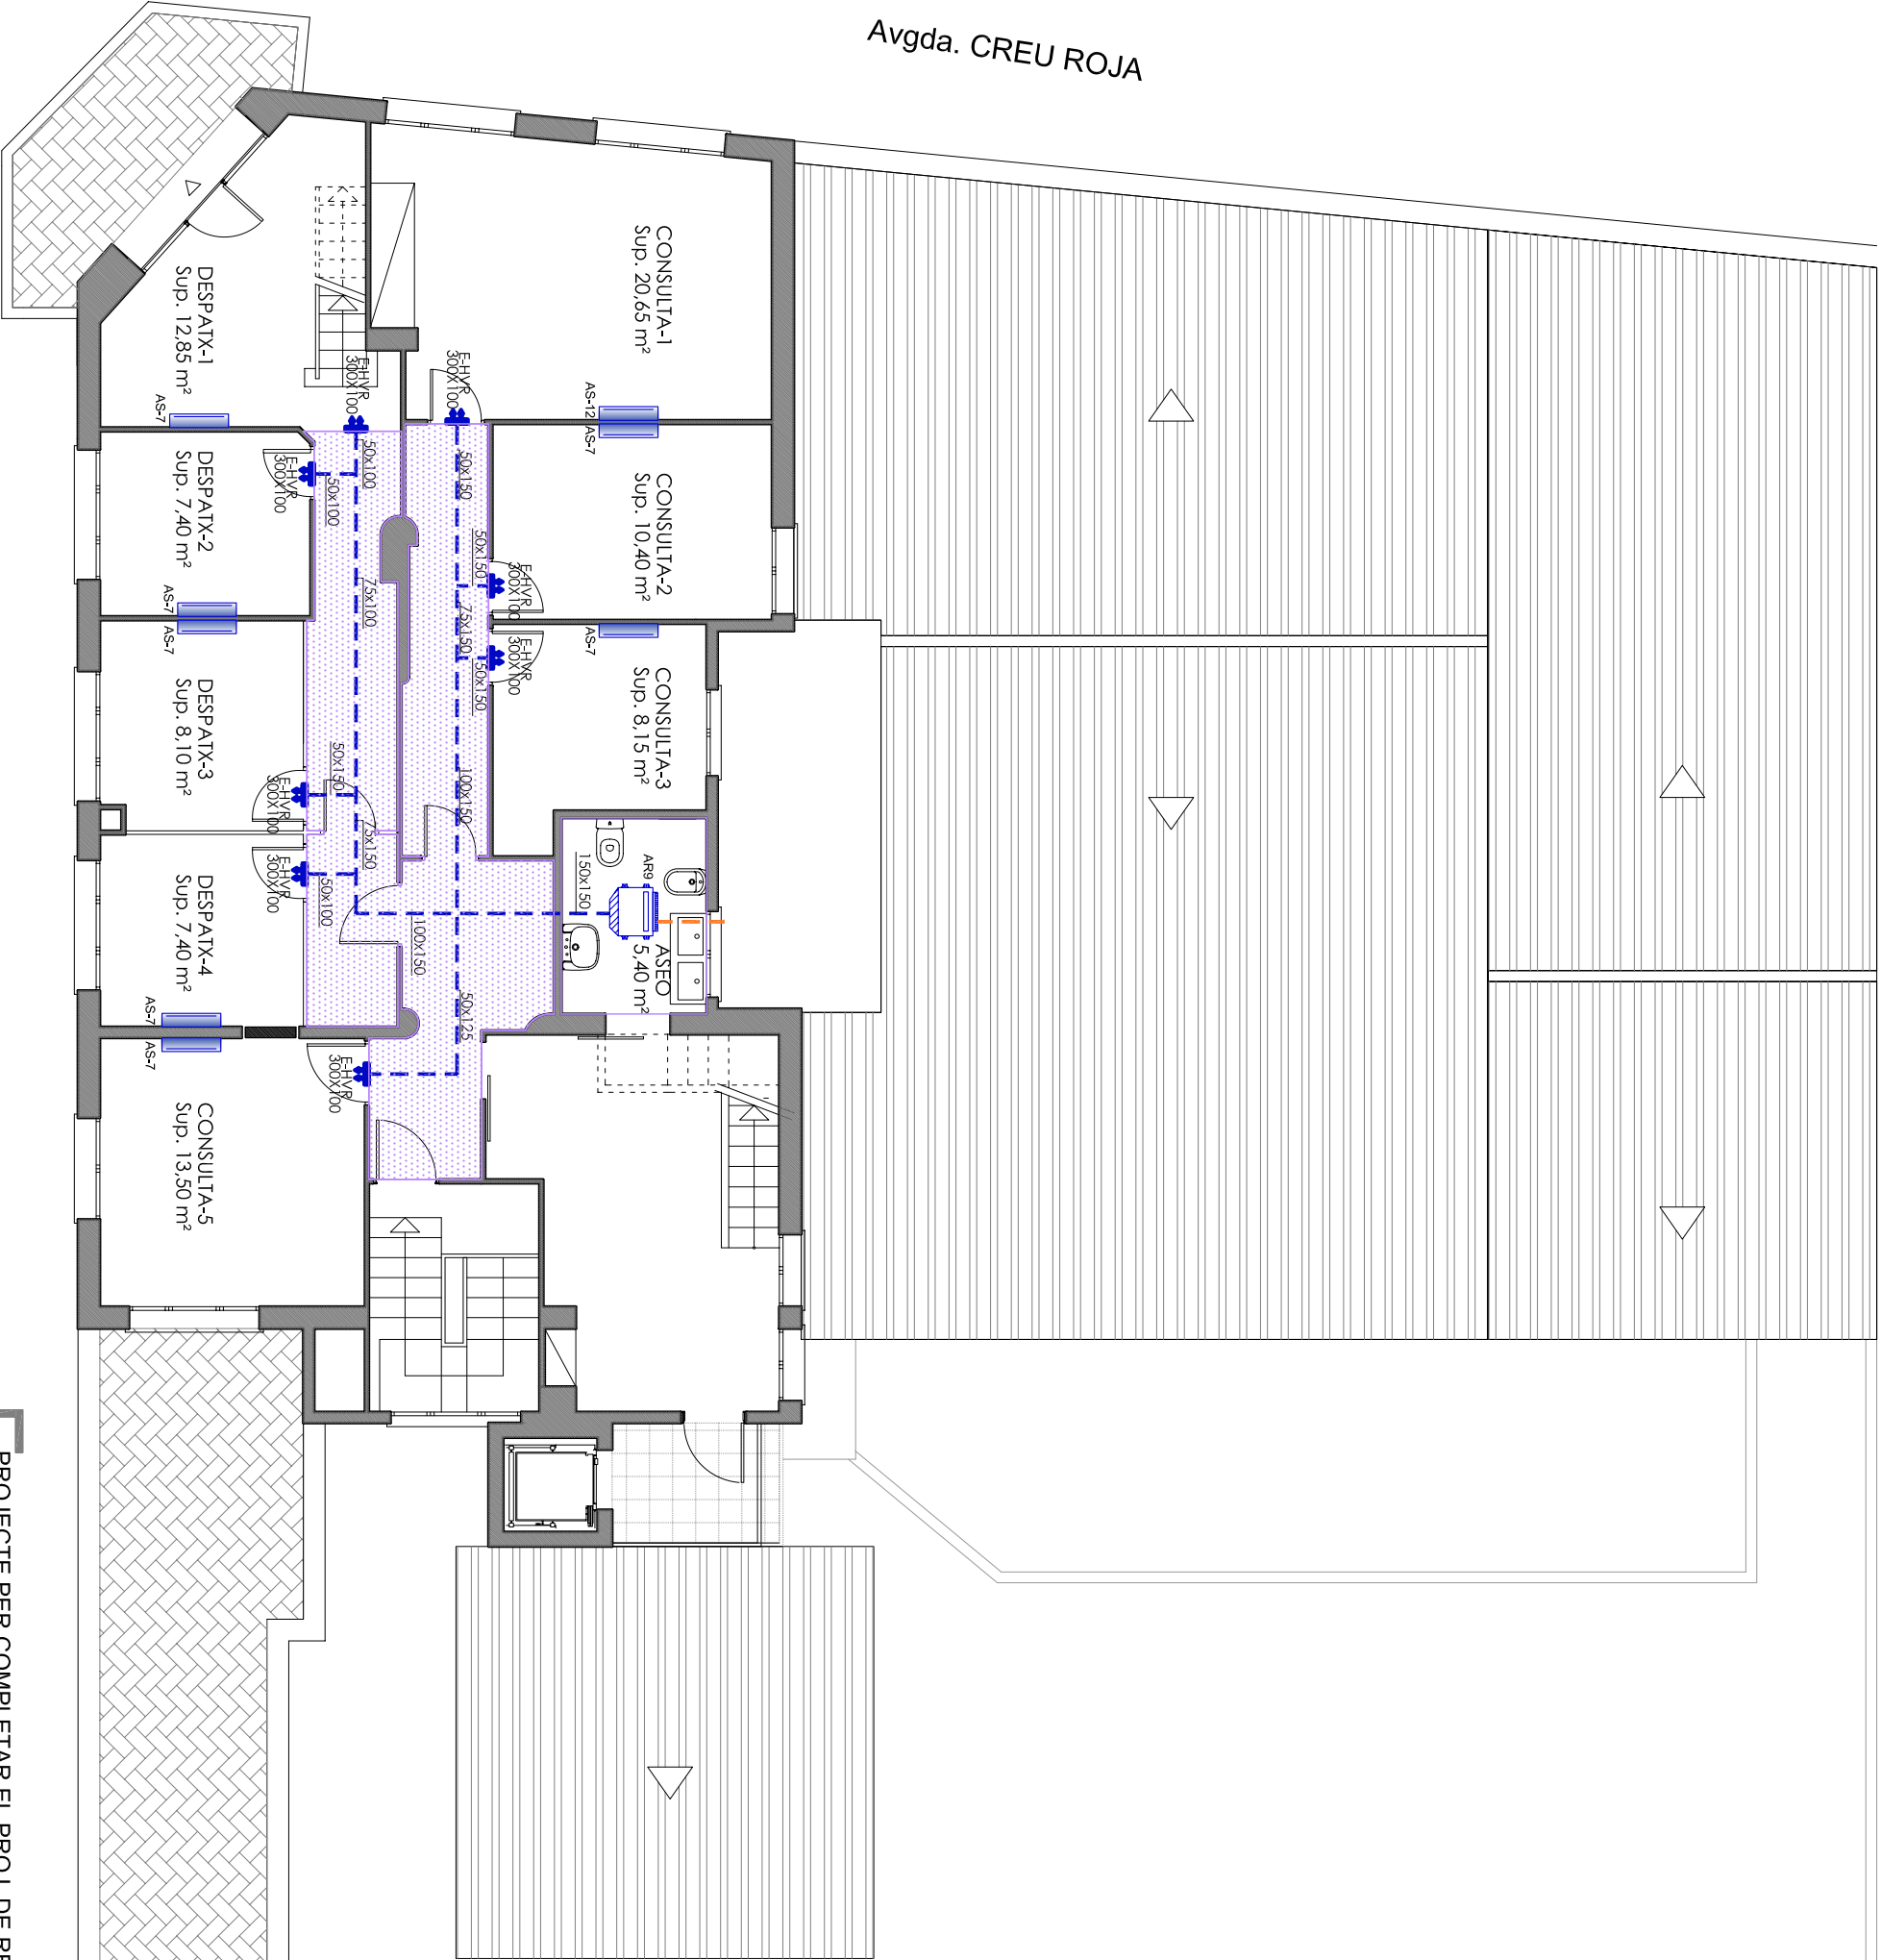 Avgda. CREU ROJA
CONSULTA-1
Sup. 20,65 m²
DESPATX-1
Sup. 12,85 m²
E-HVR
300X100
E-HVR
300X100
AS-12
AS-7
AS-7
CONSULTA-2
Sup. 10,40 m²
DESPATX-2
Sup. 7,40 m²
50x100
50x150
E-HVR
300X100
50x100
50x150
E-HVR
300X100
75x100
75x150
AS-7
AS-7
AS-7
E-HVR
300X100
50x150
CONSULTA-3
Sup. 8,15 m²
DESPATX-3
Sup. 8,10 m²
50x150
100x150
E-HVR
300X100
75x150
150x150
AR9
E-HVR
300X100
50x100
DESPATX-4
Sup. 7,40 m²
100x150
ASEO
5,40 m²
50x125
AS-7
AS-7
E-HVR
300X100
CONSULTA-5
Sup. 13,50 m²